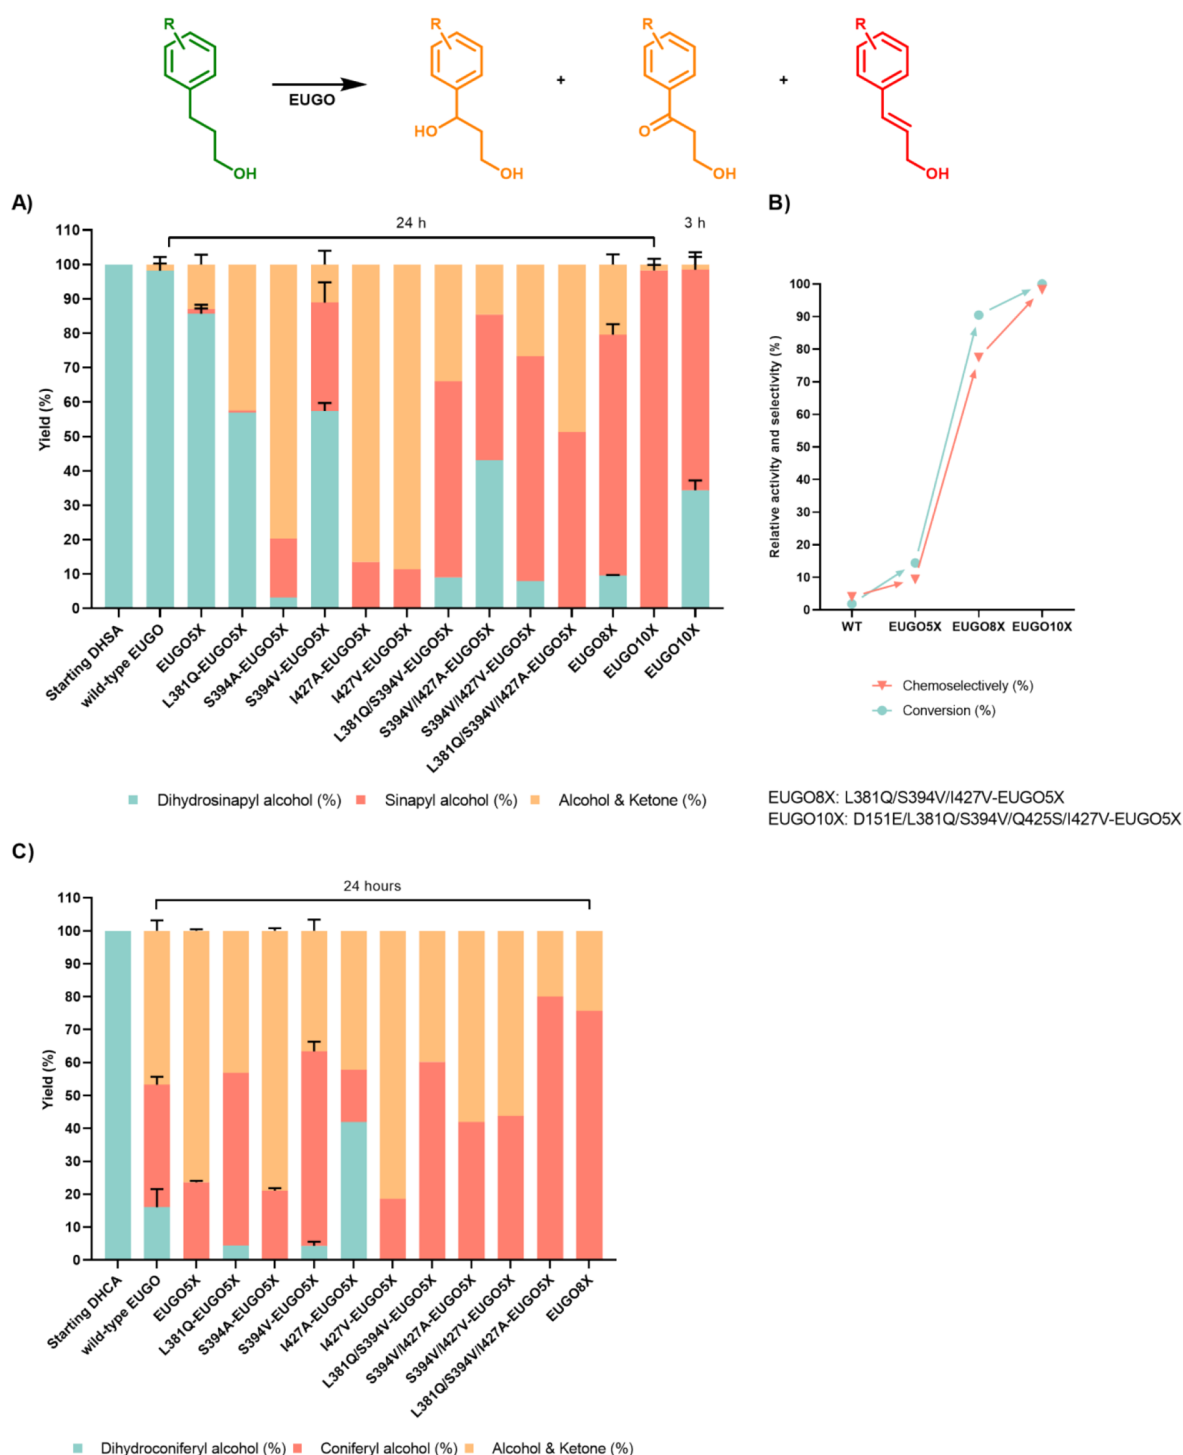 R
R
R
EUGO
+
+
HO
O
OH
OH
OH
OH
A)
B)
24 h
3 h
110
100
90
80
70
60
50
40
30
20
10
0
Yield (%)
Starting DHSA
wild-type EUGO
EUGO5X
L381Q-EUGO5X
S394A-EUGO5X
S394V-EUGO5X
I427A-EUGO5X
I427V-EUGO5X
L381Q/S394V-EUGO5X
S394V/I427A-EUGO5X
S394V/I427V-EUGO5X
L381Q/S394V/I427A-EUGO5X
EUGO8X
EUGO10X
EUGO10X
Dihydrosinapyl alcohol (%)
Sinapyl alcohol (%)
Alcohol & Ketone (%)
100
90
80
70
60
50
40
30
20
10
0
Relative activity and selectivity (%)
WT
EUGO5X
EUGO8X
EUGO10X
Chemoselectively (%)
Conversion (%)
EUGO8X: L381Q/S394V/I427V-EUGO5X
EUGO10X: D151E/L381Q/S394V/Q425S/I427V-EUGO5X
C)
24 hours
110
100
90
80
70
60
50
40
30
20
10
0
Yield (%)
Starting DHCA
wild-type EUGO
EUGO5X
L381Q-EUGO5X
S394A-EUGO5X
S394V-EUGO5X
I427A-EUGO5X
I427V-EUGO5X
L381Q/S394V-EUGO5X
S394V/I427A-EUGO5X
S394V/I427V-EUGO5X
L381Q/S394V/I427A-EUGO5X
EUGO8X
Dihydroconiferyl alcohol (%)
Coniferyl alcohol (%)
Alcohol & Ketone (%)